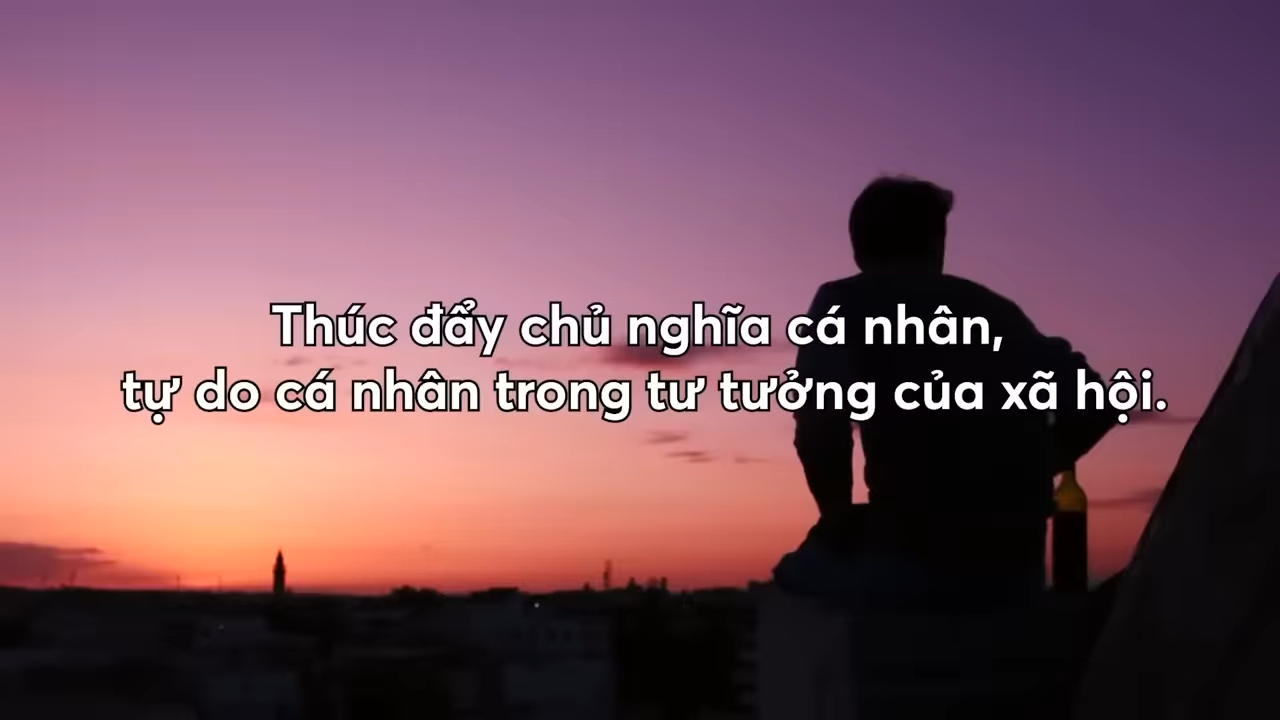 Thúc đẩy chủ nghĩa cá nhân,
tự do cá nhân trong tư tưởng của xã hội.